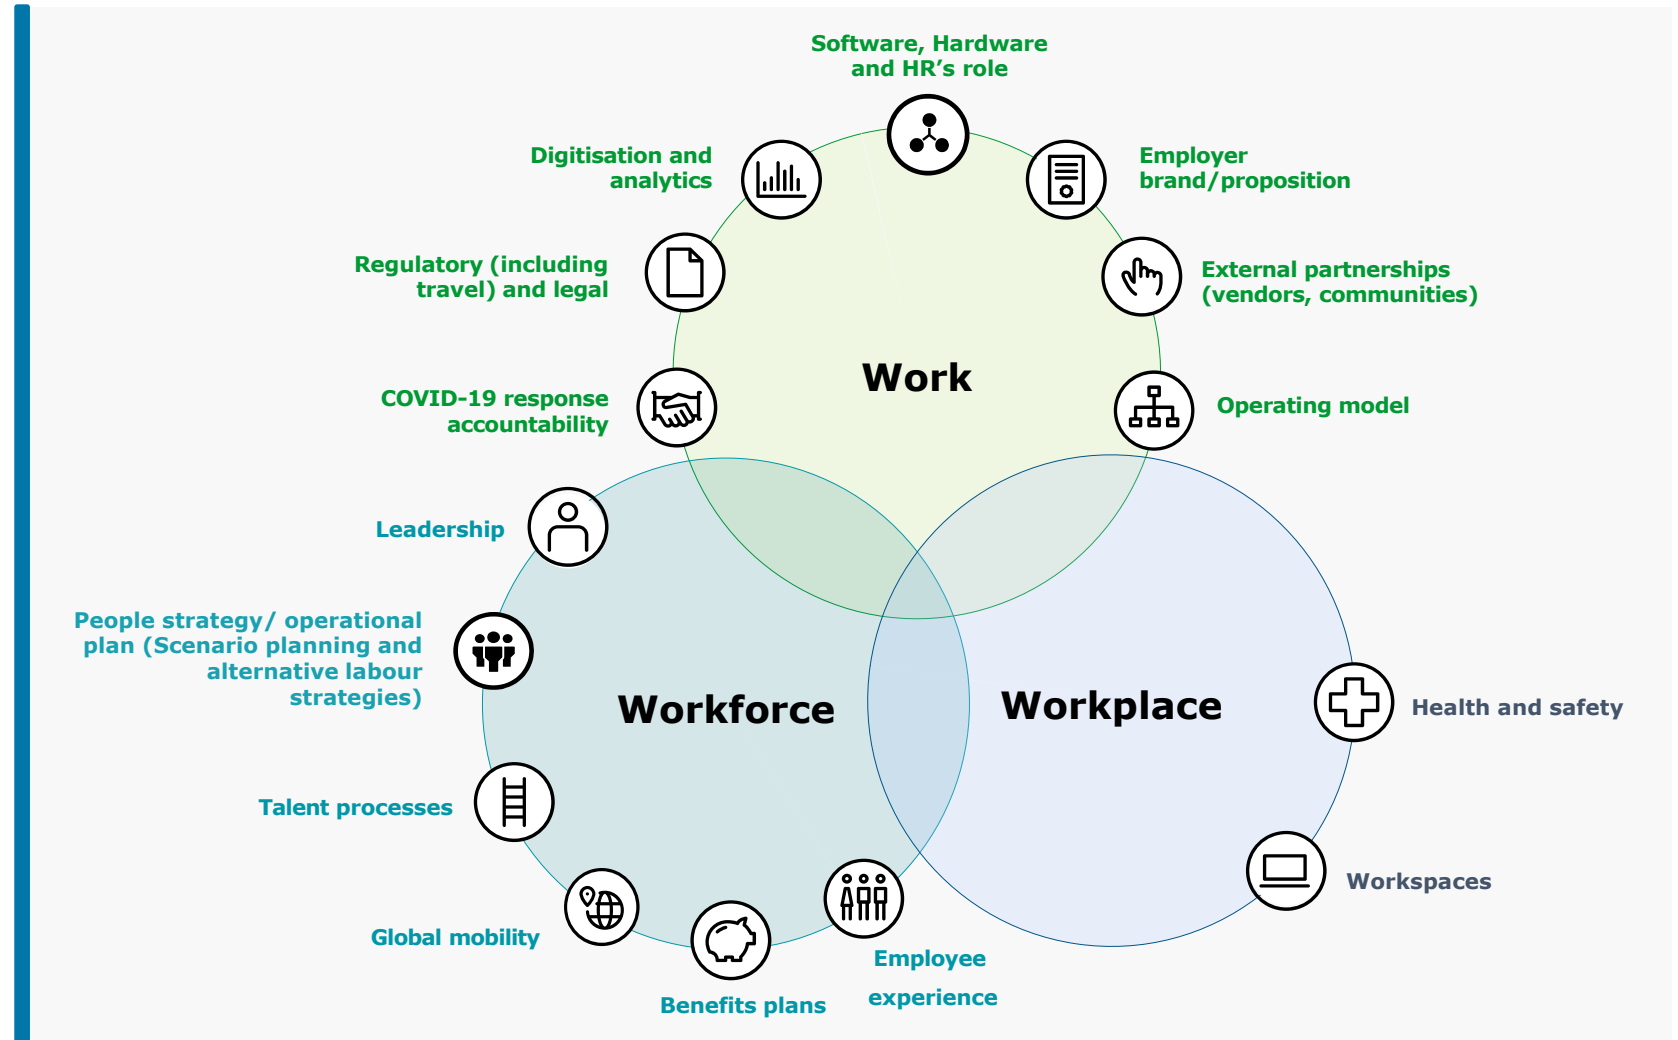 Software, Hardware
and HR’s role
Digitisation and
analytics
Employer
brand/proposition
Regulatory (including
travel) and legal
External partnerships
(vendors, communities)
Work
COVID-19 response
accountability
Operating model
Leadership
People strategy/ operational
plan (Scenario planning and
alternative labour
strategies)
Workforce
Workplace
Health and safety
Talent processes
Workspaces
Global mobility
Benefits plans
Employee
experience